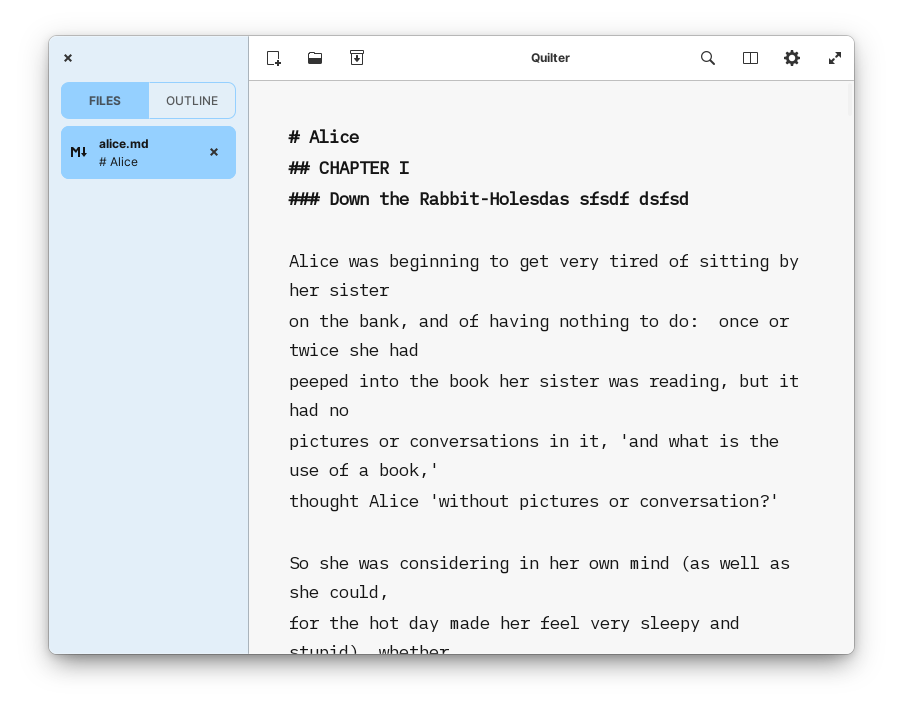 Quilter
FILES
OUTLINE
alice.md
# Alice
# Alice
## CHAPTER I
### Down the Rabbit-Holesdas sfsdf dsfsd
Alice was beginning to get very tired of sitting by
her sister
on the bank, and of having nothing to do:  once or
twice she had
peeped into the book her sister was reading, but it
had no
pictures or conversations in it, 'and what is the
use of a book,'
thought Alice 'without pictures or conversation?'
So she was considering in her own mind (as well as
she could,
for the hot day made her feel very sleepy and
stupid), whether